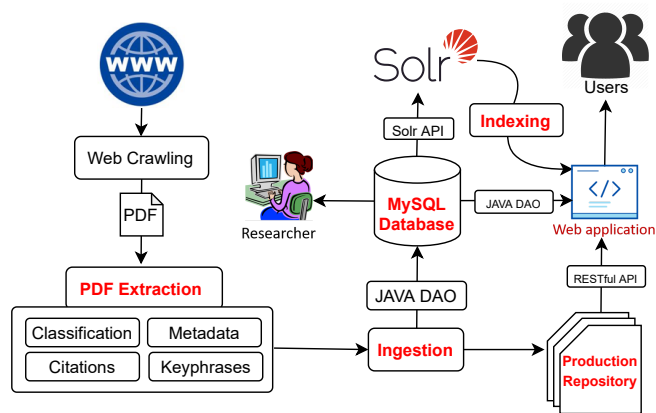 WWW
Web Crawling
PDF
PDF Extraction
Classification
Metadata
Citations
Keyphrases
Solr
Solr API
Indexing
Users
Researcher
MySQL
Database
JAVA DAO
</>
Web application
JAVA DAO
RESTful API
Ingestion
Production
Repository